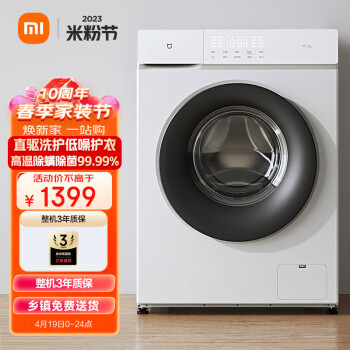 mi
2023
米粉节
10周年
春季家装节
焕新家 一站购
直驱洗护低噪护衣
高温除螨除菌99.99%
活动价不高于
¥1399
整机3年质保
3
整机3年质保
乡镇免费送货
4月19日0~24点